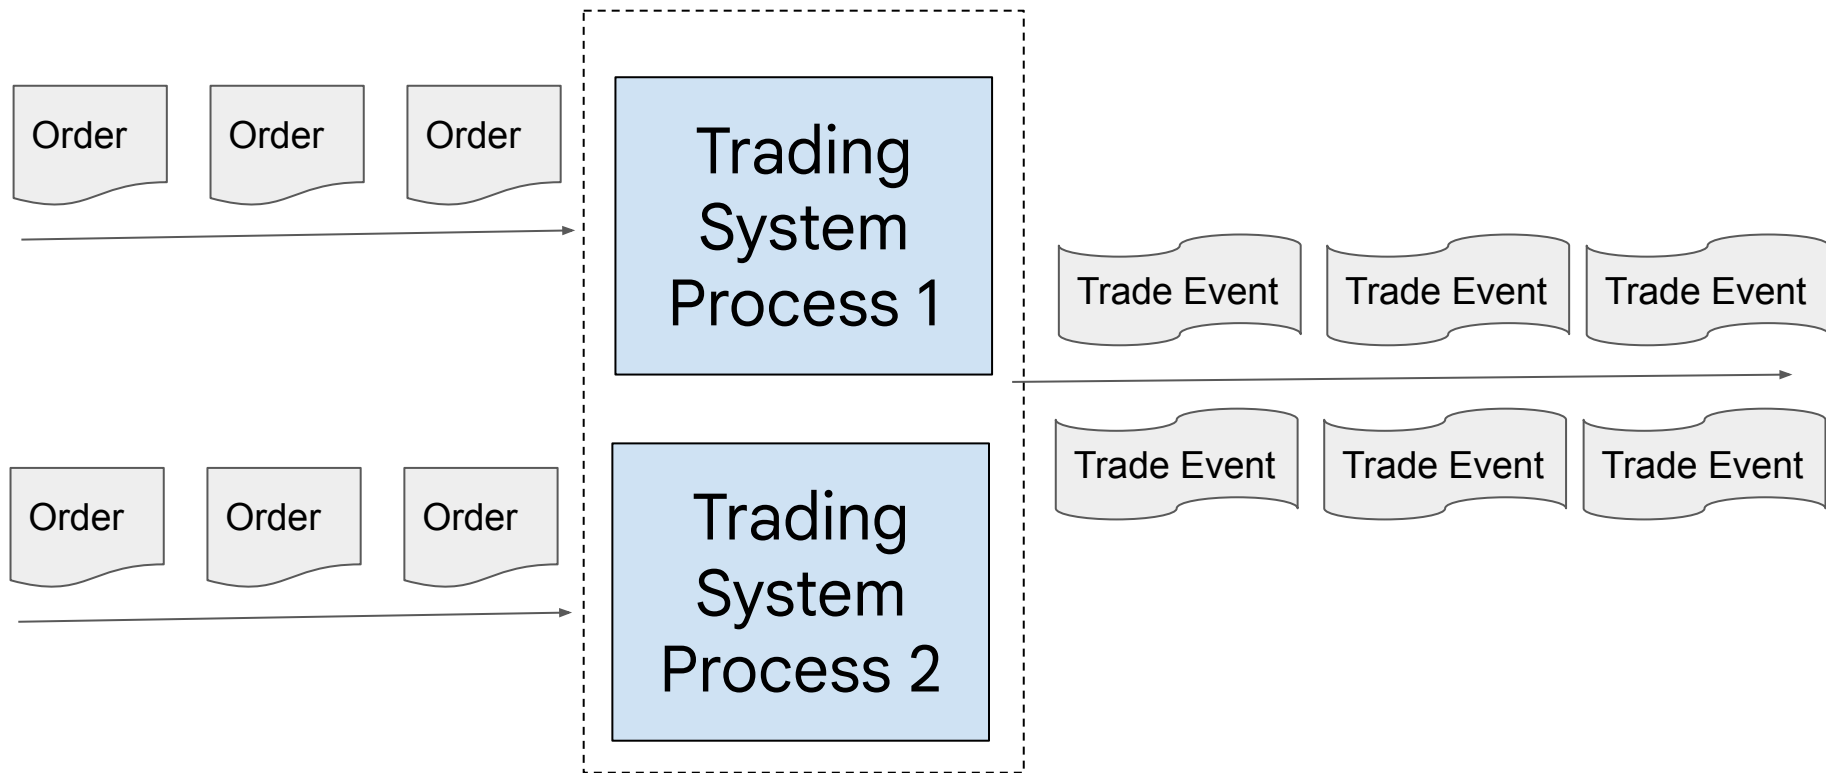 Order
Order
Order
Trading
System
Process 1
Trade Event
Trade Event
Trade Event
Order
Order
Order
Trading
System
Process 2
Trade Event
Trade Event
Trade Event